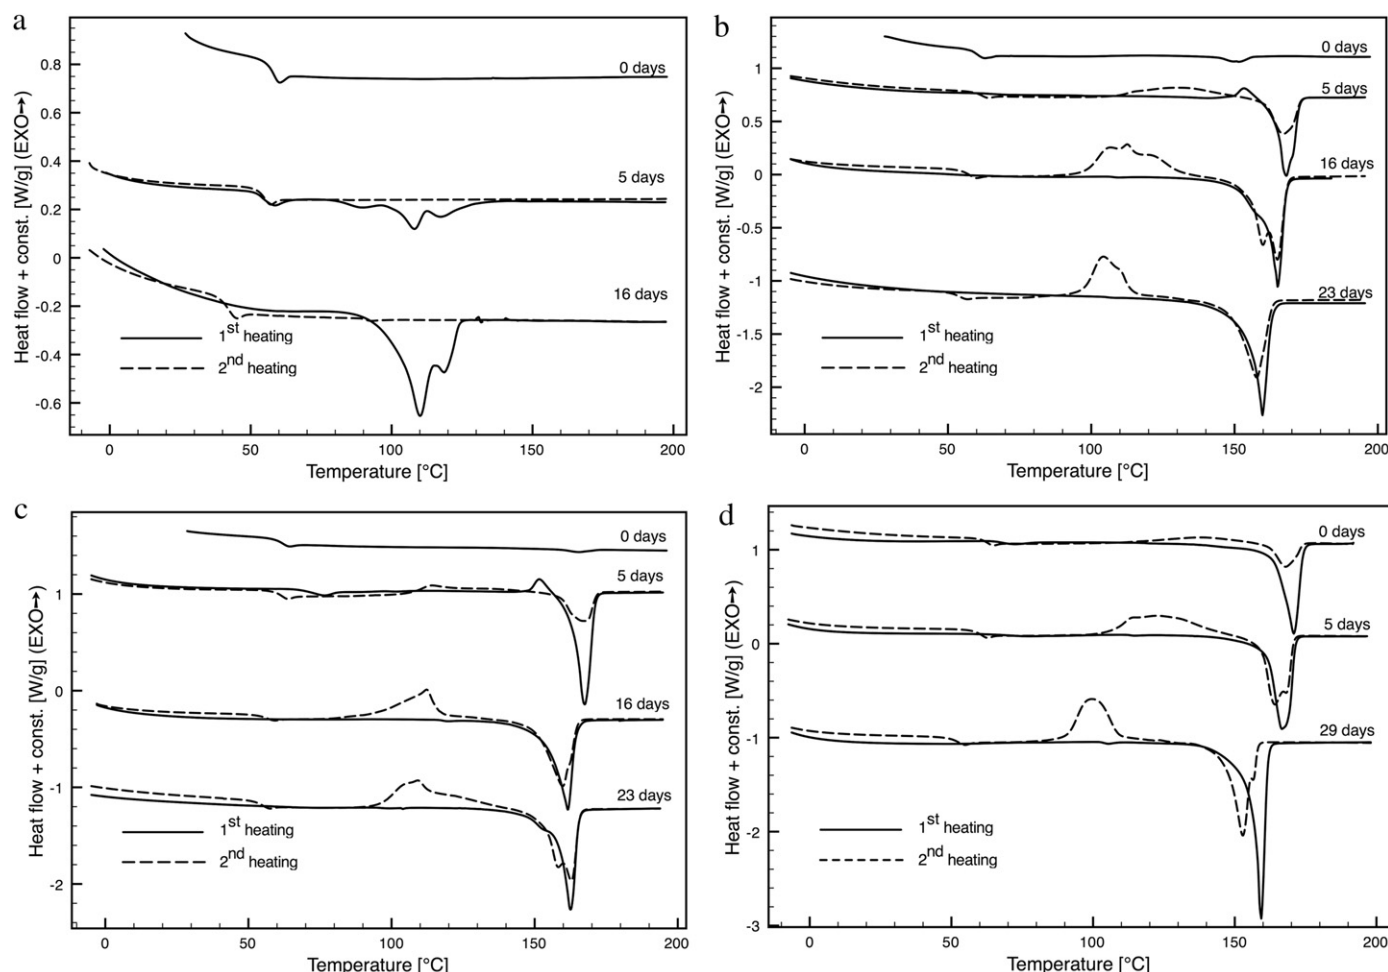 a
0.8
0.6
0.4
0.2
0
-0.2
-0.4
-0.6
Heat flow + const. [W/g] (EXO→)
0 days
5 days
16 days
1st heating
2nd heating
0 50 100 150 200
Temperature [°C]
b
1
0.5
0
-0.5
-1
-1.5
-2
Heat flow + const. [W/g] (EXO→)
0 days
5 days
16 days
23 days
1st heating
2nd heating
0 50 100 150 200
Temperature [°C]
c
1
0
-1
-2
Heat flow + const. [W/g] (EXO→)
0 days
5 days
16 days
23 days
1st heating
2nd heating
0 50 100 150 200
Temperature [°C]
d
1
0
-1
-2
-3
Heat flow + const. [W/g] (EXO→)
0 days
5 days
29 days
1st heating
2nd heating
0 50 100 150 200
Temperature [°C]